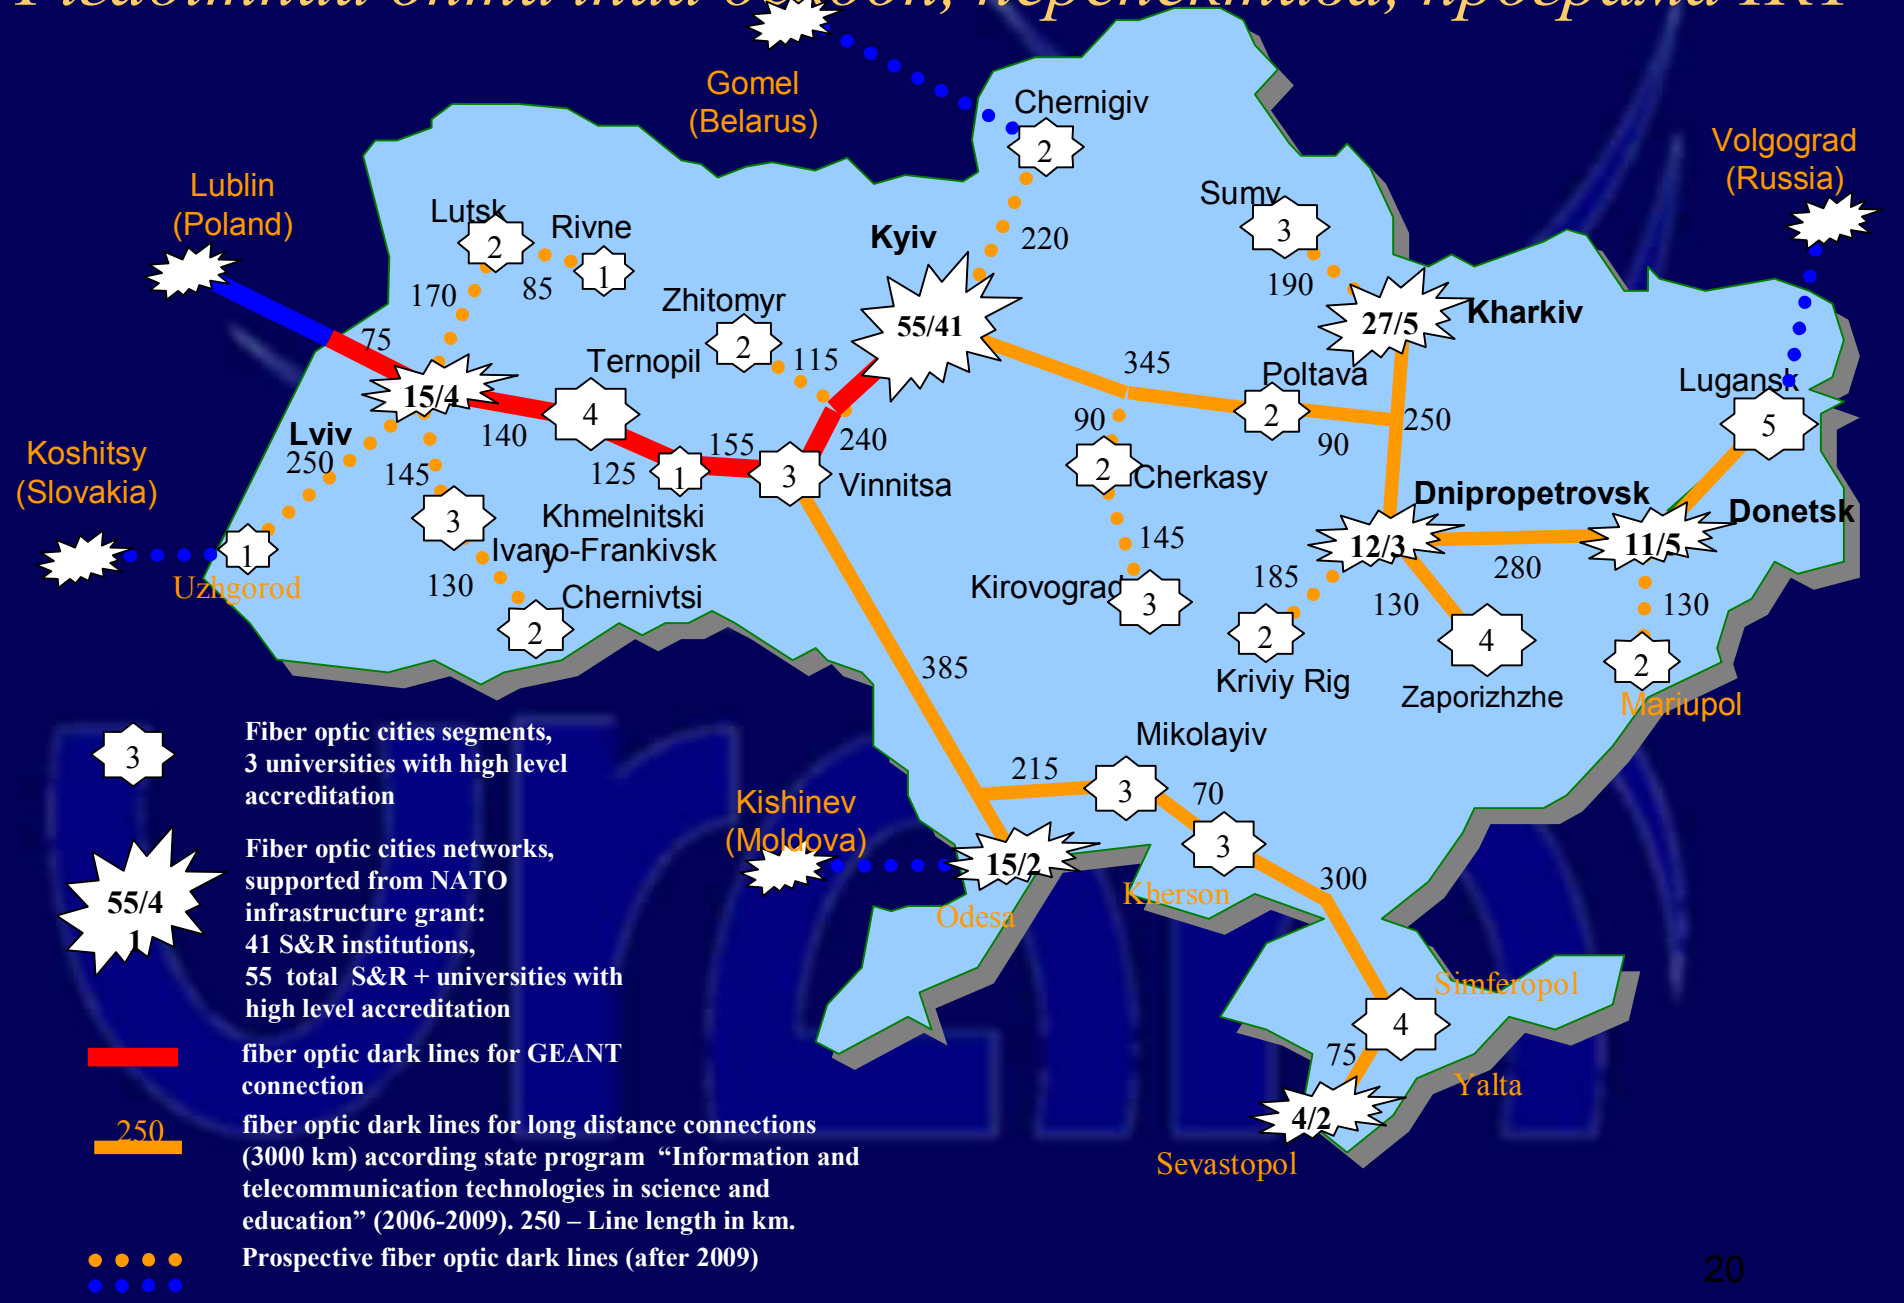 програма ІКТ
Gomel
(Belarus)
Chernigiv
2
Volgograd
(Russia)
Lublin
(Poland)
Lutsk
2
Rivne
1
Sumy
3
Kyiv
55/41
220
190
170
85
Zhitomyr
2
27/5
Kharkiv
75
Ternopil
115
345
Poltava
Lugansk
15/4
4
2
5
Lviv
140
155
240
90
90
250
Koshitsy
(Slovakia)
250
145
125
1
3
Vinnitsa
2
Cherkasy
Dnipropetrovsk
Donetsk
3
Khmelnitski
y
Ivano-Frankivsk
145
12/3
11/5
1
Uzhgorod
130
Chernivtsi
2
Kirovograd
3
185
130
280
130
2
4
2
Kriviy Rig
Zaporizhzhe
Mariupol
385
Mikolayiv
215
3
70
Kishinev
(Moldova)
3
15/2
300
Kherson
Odesa
Simferopol
4
75
Yalta
4/2
Sevastopol
3
Fiber optic cities segments,
3 universities with high level
accreditation
55/4
1
Fiber optic cities networks,
supported from NATO
infrastructure grant:
41 S&R institutions,
55 total S&R + universities with
high level accreditation
fiber optic dark lines for GEANT
connection
250
fiber optic dark lines for long distance connections
(3000 km) according state program “Information and
telecommunication technologies in science and
education” (2006-2009). 250 – Line length in km.
Prospective fiber optic dark lines (after 2009)
20